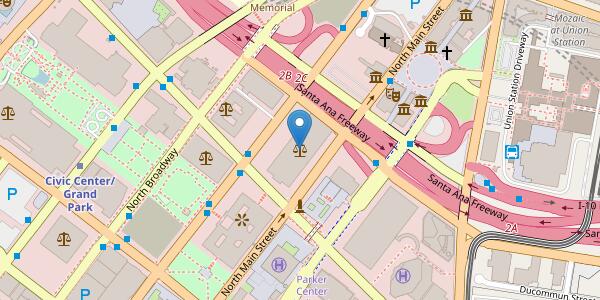 Memorial
P
North Main Street
Mozaic
at Union
Station
2B
2C
Santa Ana Freeway
Union Station Driveway
Civic Center/
Grand
Park
North Broadway
P
Santa Ana Freeway
I-10
2A
San
North Main Street
Parker
Center
H
H
P
Ducommun Street